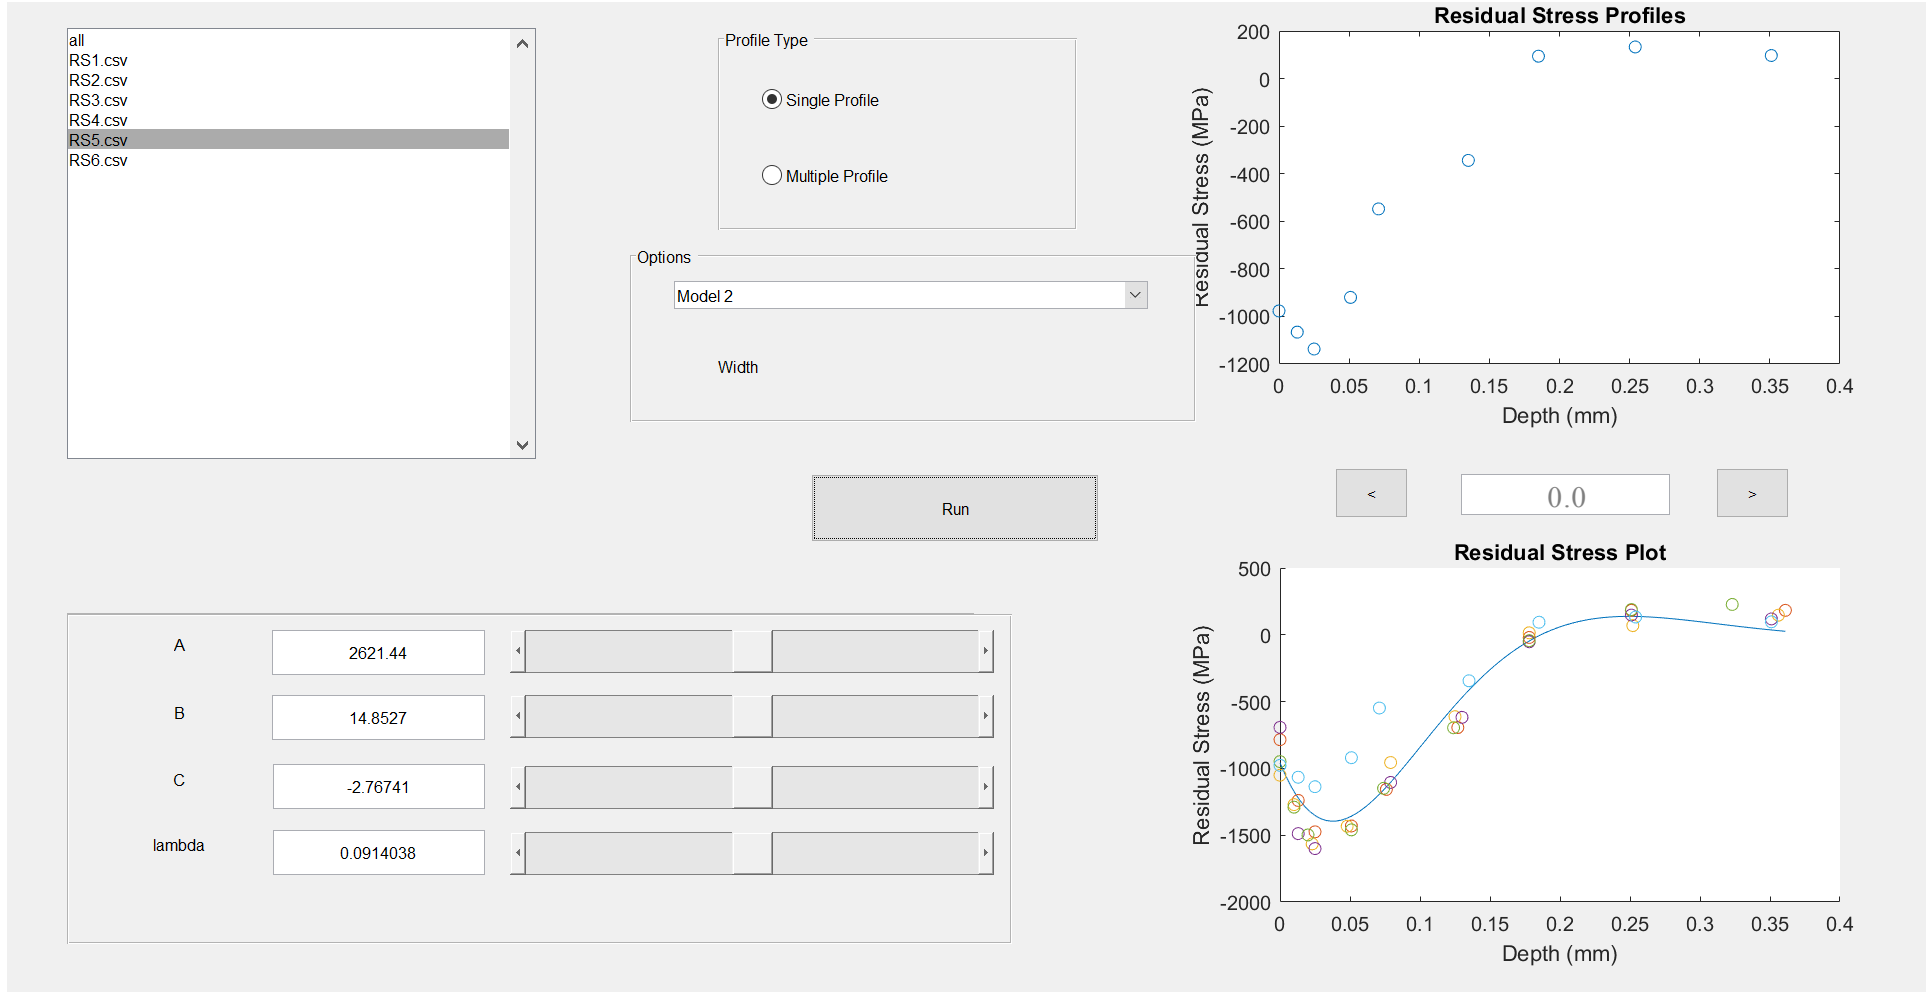 all
RS1.csv
RS2.csv
RS3.csv
RS4.csv
RS5.csv
RS6.csv
Profile Type
Single Profile
Multiple Profile
Options
Model 2
Width
Run
A
2621.44
B
14.8527
C
-2.76741
lambda
0.0914038
Residual Stress Profiles
200
0
-200
-400
-600
-800
-1000
-1200
Residual Stress (MPa)
0 0.05 0.1 0.15 0.2 0.25 0.3 0.35 0.4
Depth (mm)
< 0.0 >
Residual Stress Plot
500
0
-500
-1000
-1500
-2000
Residual Stress (MPa)
0 0.05 0.1 0.15 0.2 0.25 0.3 0.35 0.4
Depth (mm)